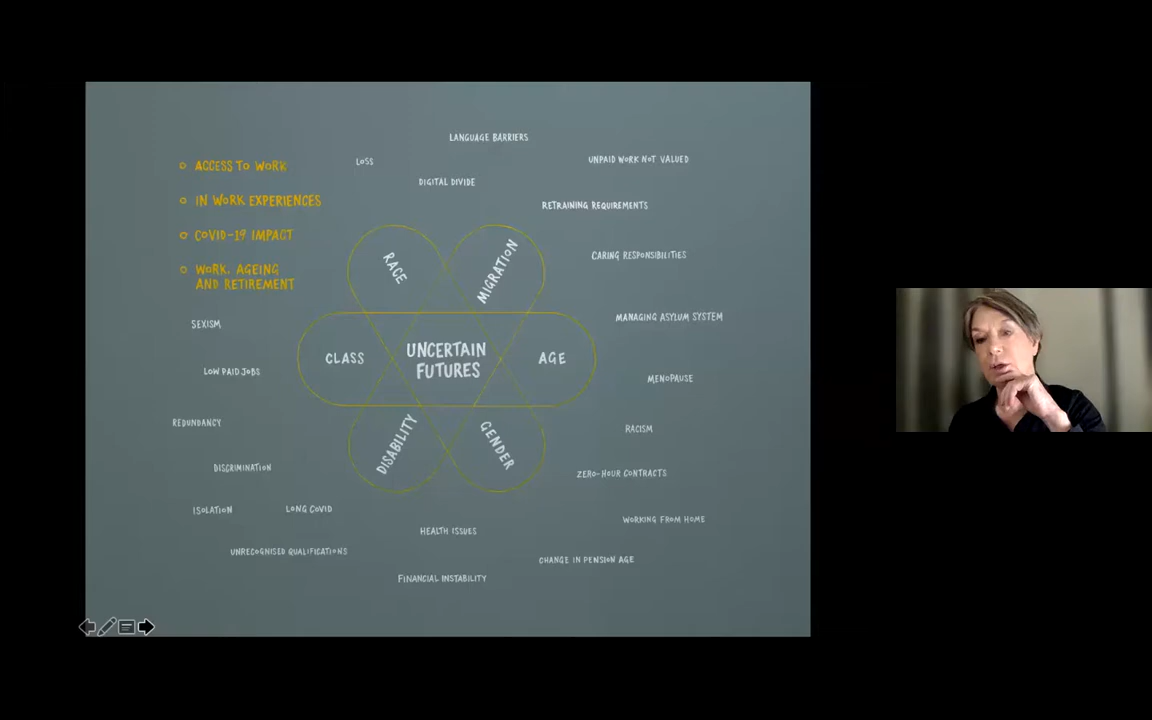 LANGUAGE BARRIERS
LOSS
UNPAID WORK NOT VALUED
ACCESS TO WORK
DIGITAL DIVIDE
IN WORK EXPERIENCES
RETRAINING REQUIREMENTS
COVID-19 IMPACT
CARING RESPONSIBILITIES
WORK, AGEING
AND RETIREMENT
RACE
MIGRATION
SEXISM
MANAGING ASYLUM SYSTEM
CLASS
UNCERTAIN
FUTURES
AGE
LOW PAID JOBS
MENOPAUSE
REDUNDANCY
RACISM
DISABILITY
GENDER
DISCRIMINATION
ZERO-HOUR CONTRACTS
ISOLATION
LONG COVID
WORKING FROM HOME
HEALTH ISSUES
UNRECOGNISED QUALIFICATIONS
CHANGE IN PENSION AGE
FINANCIAL INSTABILITY